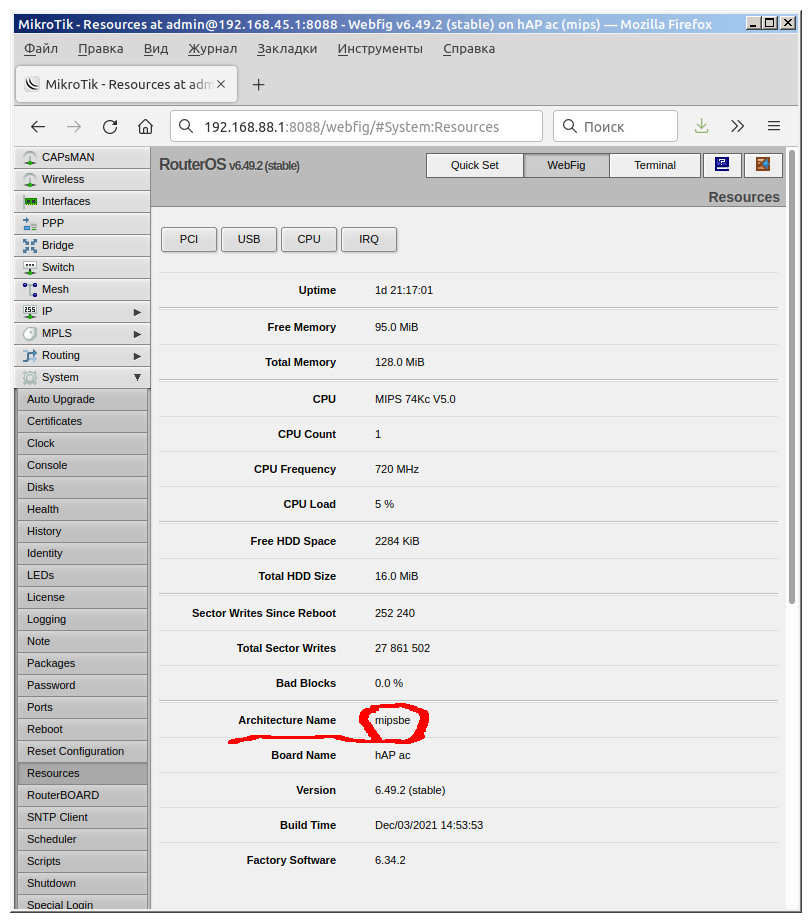 MikroTik - Resources at admin@192.168.45.1:8088 - Webfig v6.49.2 (stable) on hAP ac (mips) — Mozilla Firefox
Файл Правка Вид Журнал Закладки Инструменты Справка
MikroTik - Resources at adm
192.168.88.1:8088/webfig/#System:Resources Поиск
CAPsMAN
Wireless
Interfaces
PPP
Bridge
Switch
Mesh
IP
MPLS
Routing
System
Auto Upgrade
Certificates
Clock
Console
Disks
Health
History
Identity
LEDs
License
Logging
Note
Packages
Password
Ports
Reboot
Reset Configuration
Resources
RouterBOARD
SNTP Client
Scheduler
Scripts
Shutdown
Special Login
RouterOS v6.49.2 (stable) Quick Set WebFig Terminal
Resources
PCI USB CPU IRQ
Uptime 1d 21:17:01
Free Memory 95.0 MiB
Total Memory 128.0 MiB
CPU MIPS 74Kc V5.0
CPU Count 1
CPU Frequency 720 MHz
CPU Load 5 %
Free HDD Space 2284 KiB
Total HDD Size 16.0 MiB
Sector Writes Since Reboot 252 240
Total Sector Writes 27 861 502
Bad Blocks 0.0 %
Architecture Name mipsbe
Board Name hAP ac
Version 6.49.2 (stable)
Build Time Dec/03/2021 14:53:53
Factory Software 6.34.2